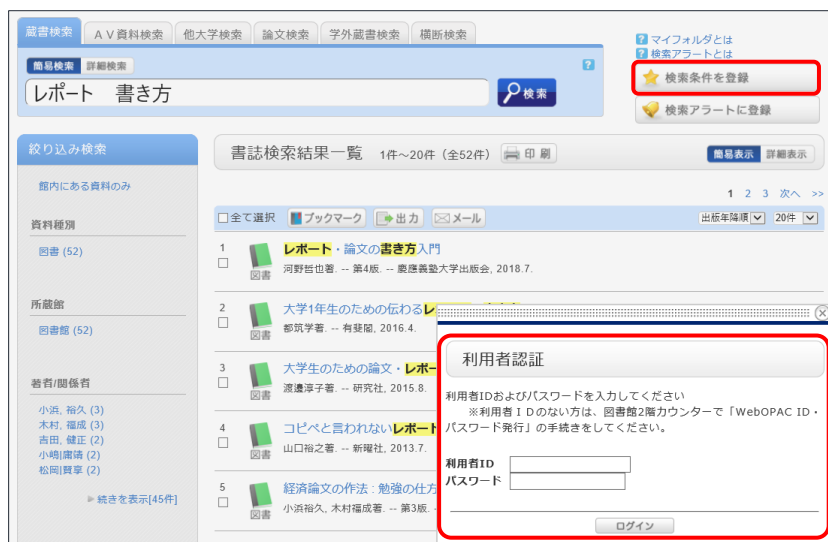 蔵書検索 ＡＶ資料検索 他大学検索 論文検索 学外蔵書検索 横断検索
? マイフォルダとは
? 検索アラートとは
簡易検索 詳細検索 ?
レポート　書き方 検索
検索条件を登録
検索アラートに登録
絞り込み検索
館内にある資料のみ
資料種別
図書 (52)
所蔵館
図書館 (52)
著者/関係者
小浜, 裕久 (3)
木村, 福成 (3)
吉田, 健正 (2)
小嶋||庸靖 (2)
松岡||賢章 (2)
続きを表示[45件]
書誌検索結果一覧 1件～20件（全52件） 印 刷 簡易表示 詳細表示
1 2 3 次へ >>
全て選択 ブックマーク 出力 メール 出版年降順 20件
1 レポート・論文の書き方入門
図書 河野哲也著. -- 第4版. -- 慶應義塾大学出版会, 2018.7.
2 大学1年生のための伝わるレ
図書 都筑学著. -- 有斐閣, 2016.4.
3 大学生のための論文・レポー
図書 渡邊淳子著. -- 研究社, 2015.8.
4 コピペと言われないレポート
図書 山口裕之著. -- 新曜社, 2013.7.
5 経済論文の作法 : 勉強の仕方
図書 小浜裕久, 木村福成著. -- 第3版. -
利用者認証
利用者IDおよびパスワードを入力してください
※利用者ＩＤのない方は、図書館2階カウンターで「WebOPAC ID・
パスワード発行」の手続きをしてください。
利用者ID
パスワード
ログイン